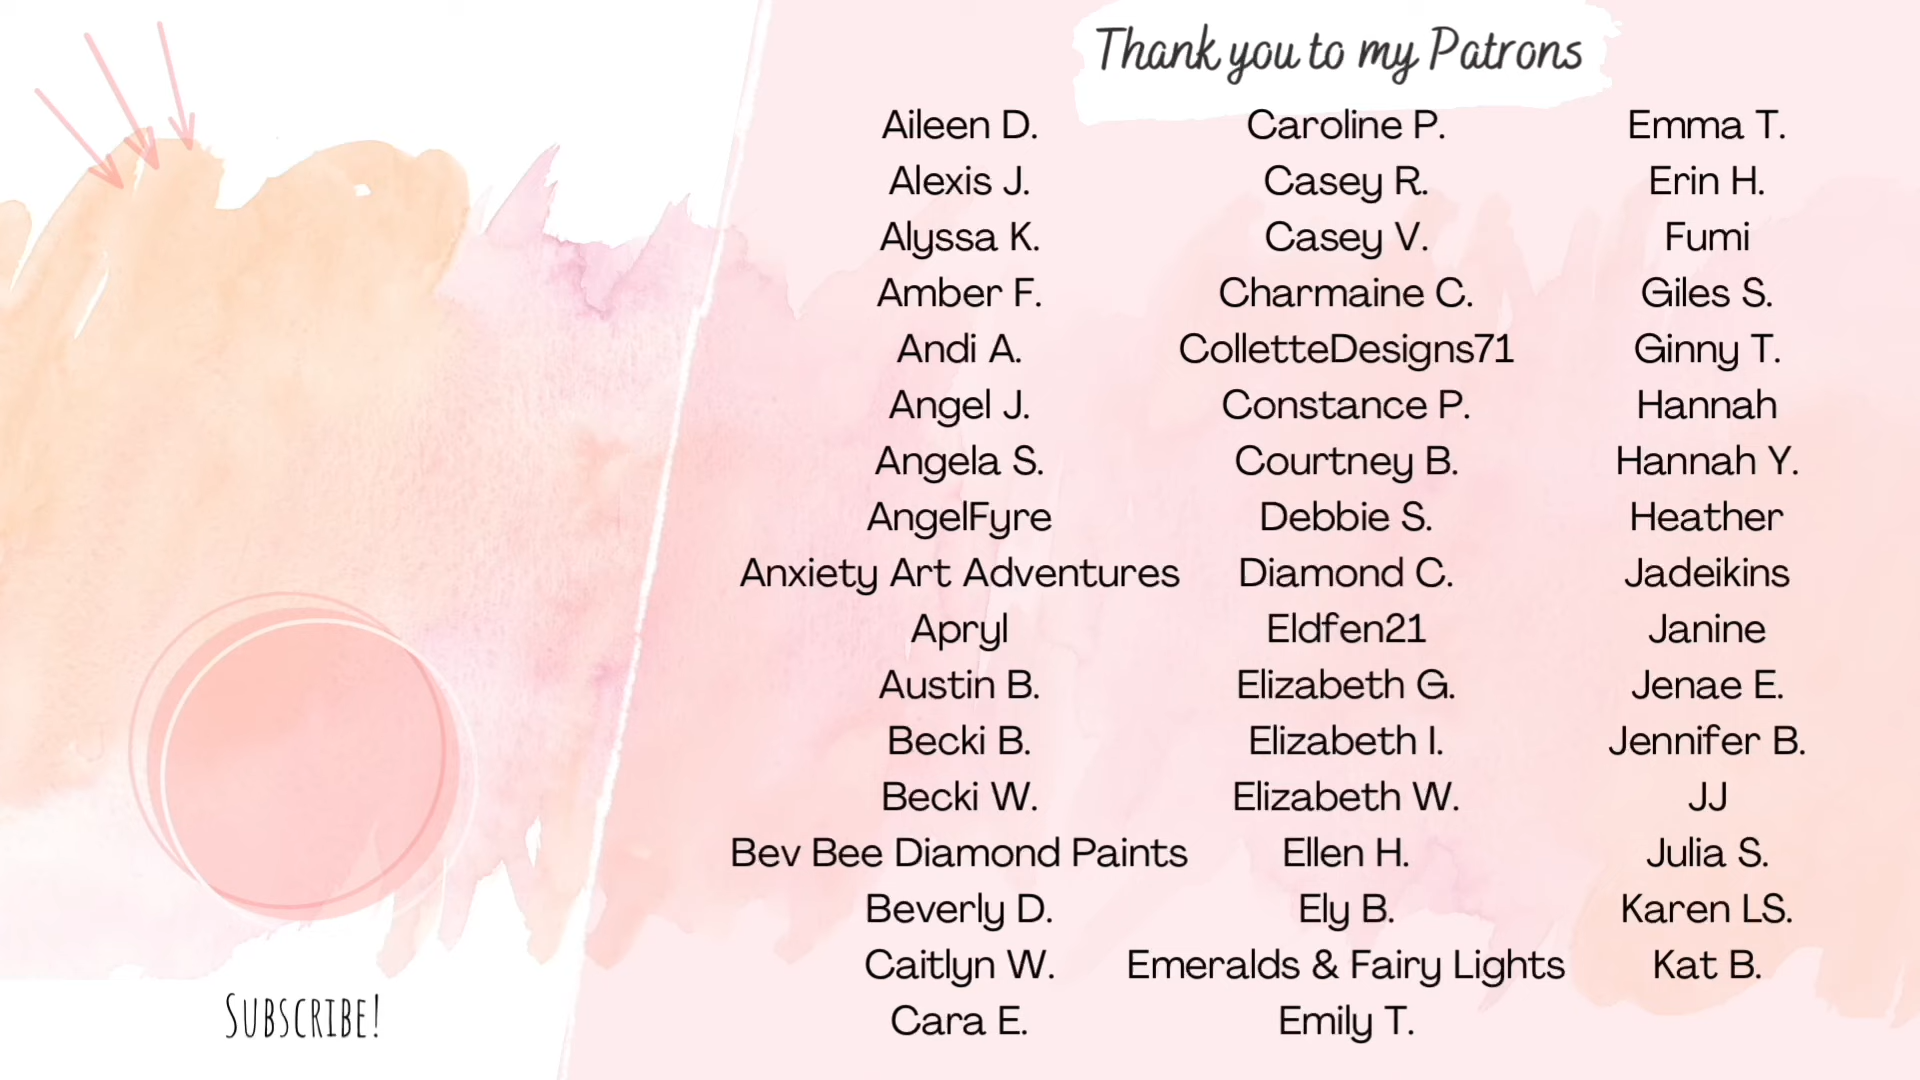 Thank you to my Patrons
Aileen D.
Alexis J.
Alyssa K.
Amber F.
Andi A.
Angel J.
Angela S.
AngelFyre
Anxiety Art Adventures
Apryl
Austin B.
Becki B.
Becki W.
Bev Bee Diamond Paints
Beverly D.
Caitlyn W.
Cara E.
Caroline P.
Casey R.
Casey V.
Charmaine C.
ColletteDesigns71
Constance P.
Courtney B.
Debbie S.
Diamond C.
Eldfen21
Elizabeth G.
Elizabeth I.
Elizabeth W.
Ellen H.
Ely B.
Emeralds & Fairy Lights
Emily T.
Emma T.
Erin H.
Fumi
Giles S.
Ginny T.
Hannah
Hannah Y.
Heather
Jadeikins
Janine
Jenae E.
Jennifer B.
JJ
Julia S.
Karen LS.
Kat B.
SUBSCRIBE!